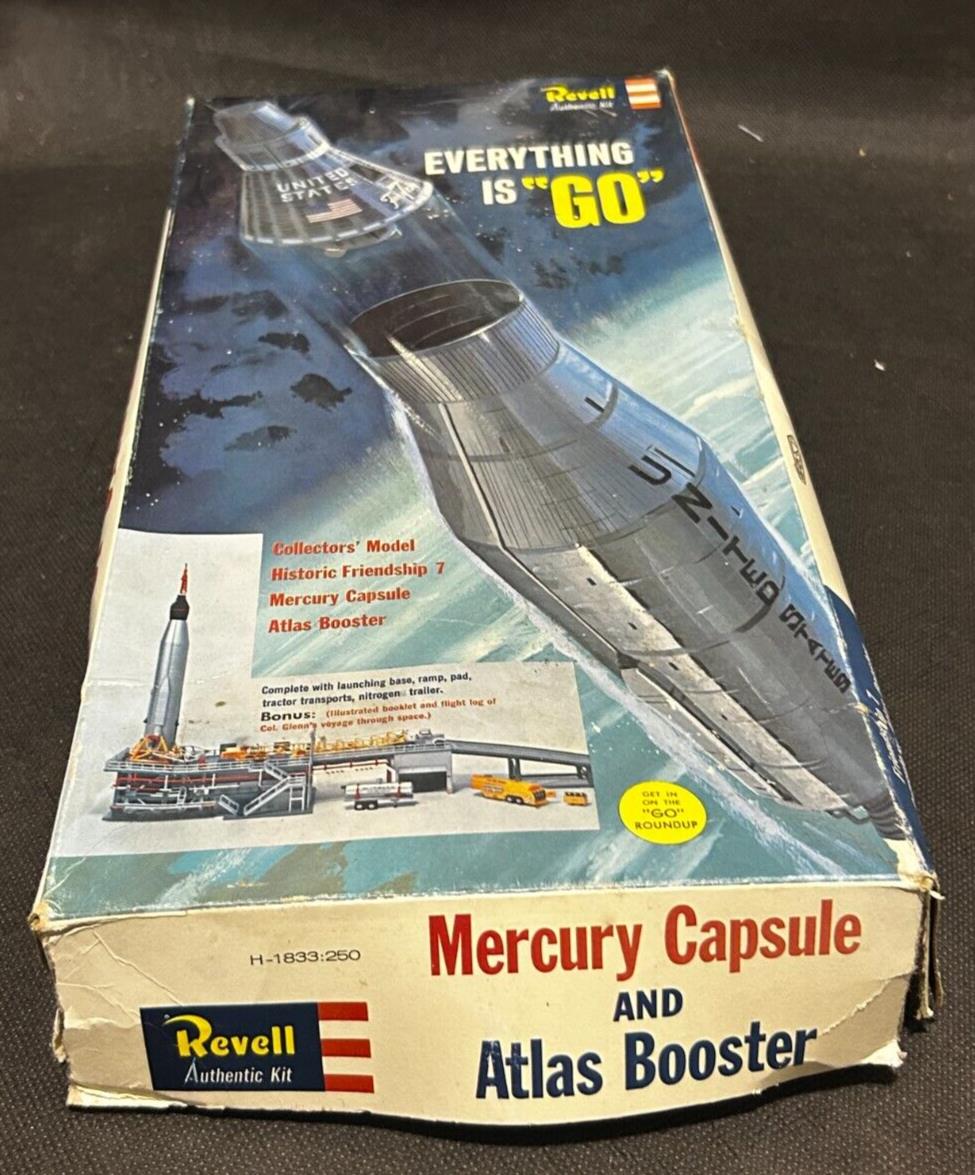 Revell
Authentic Kit
EVERYTHING
IS "GO"
UNITED
STATES
UNITED STATES
Collectors' Model
Historic Friendship 7
Mercury Capsule
Atlas Booster
Complete with launching base, ramp, pad,
tractor transports, nitrogen trailer.
Bonus: (Illustrated booklet and flight log of
Col. Glenn's voyage through space.)
GET IN
ON THE
"GO"
ROUNDUP
H-1833:250
Mercury Capsule
AND
Atlas Booster
Revell
Authentic Kit